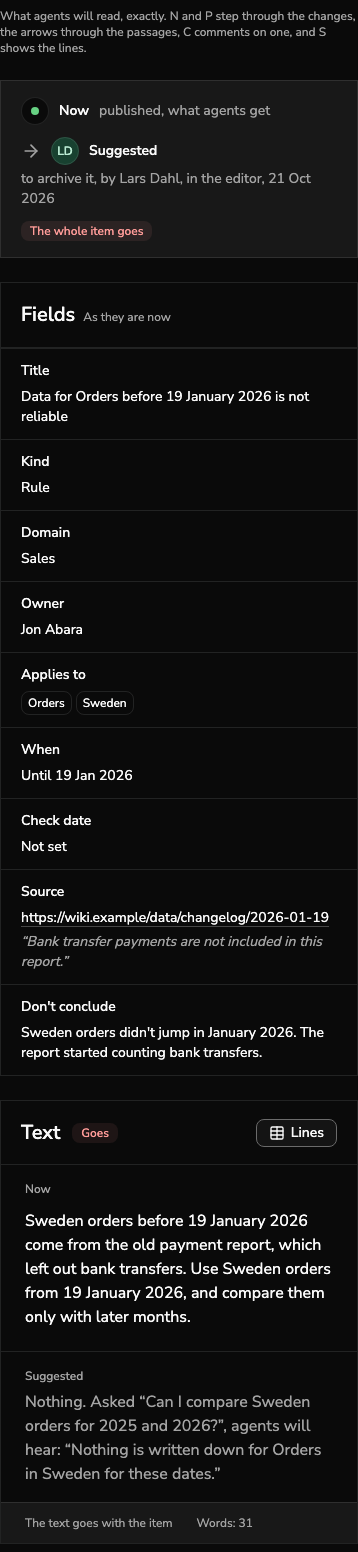 What agents will read, exactly. N and P step through the changes,
the arrows through the passages, C comments on one, and S
shows the lines.
Now published, what agents get
LD Suggested
to archive it, by Lars Dahl, in the editor, 21 Oct
2026
The whole item goes
Fields As they are now
Title
Data for Orders before 19 January 2026 is not
reliable
Kind
Rule
Domain
Sales
Owner
Jon Abara
Applies to
Orders Sweden
When
Until 19 Jan 2026
Check date
Not set
Source
https://wiki.example/data/changelog/2026-01-19
“Bank transfer payments are not included in this
report.”
Don't conclude
Sweden orders didn't jump in January 2026. The
report started counting bank transfers.
Text Goes Lines
Now
Sweden orders before 19 January 2026
come from the old payment report, which
left out bank transfers. Use Sweden orders
from 19 January 2026, and compare them
only with later months.
Suggested
Nothing. Asked “Can I compare Sweden
orders for 2025 and 2026?”, agents will
hear: “Nothing is written down for Orders
in Sweden for these dates.”
The text goes with the item Words: 31